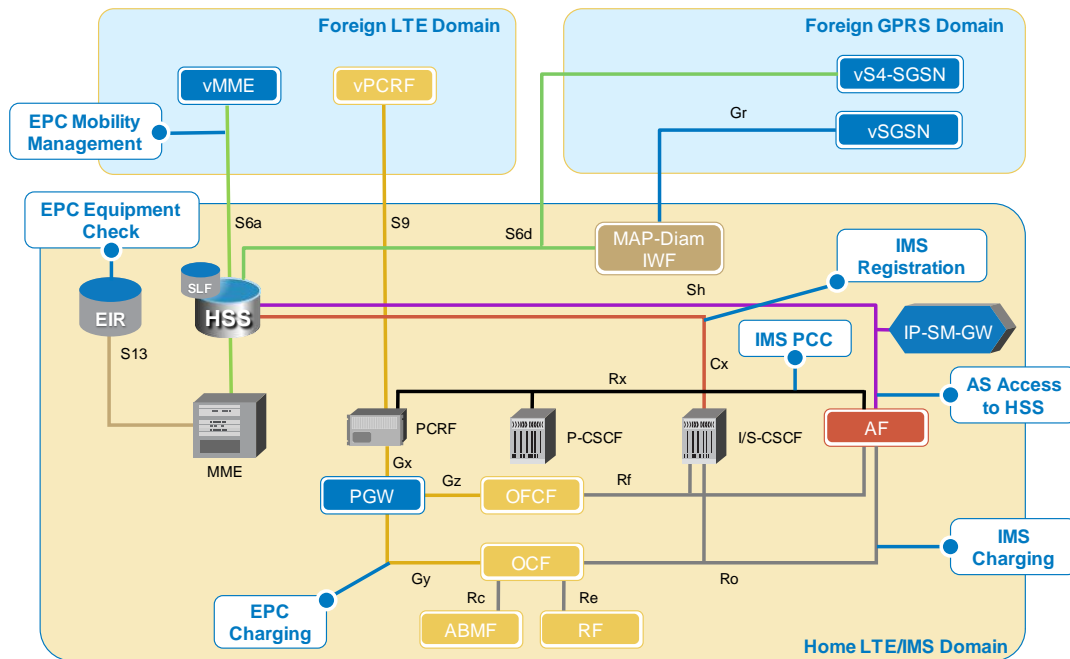 Foreign LTE Domain
Foreign GPRS Domain
vMME
vPCRF
vS4-SGSN
EPC Mobility
Management
Gr
vSGSN
EPC Equipment
Check
S6a
S9
S6d
MAP-Diam
IWF
IMS
Registration
SLF
HSS
EIR
Sh
IP-SM-GW
S13
IMS PCC
Cx
Rx
AS Access
to HSS
PCRF
P-CSCF
I/S-CSCF
AF
MME
Gx
PGW
Gz
OFCF
Rf
OCF
IMS
Charging
Gy
Ro
EPC
Charging
Rc
Re
ABMF
RF
Home LTE/IMS Domain